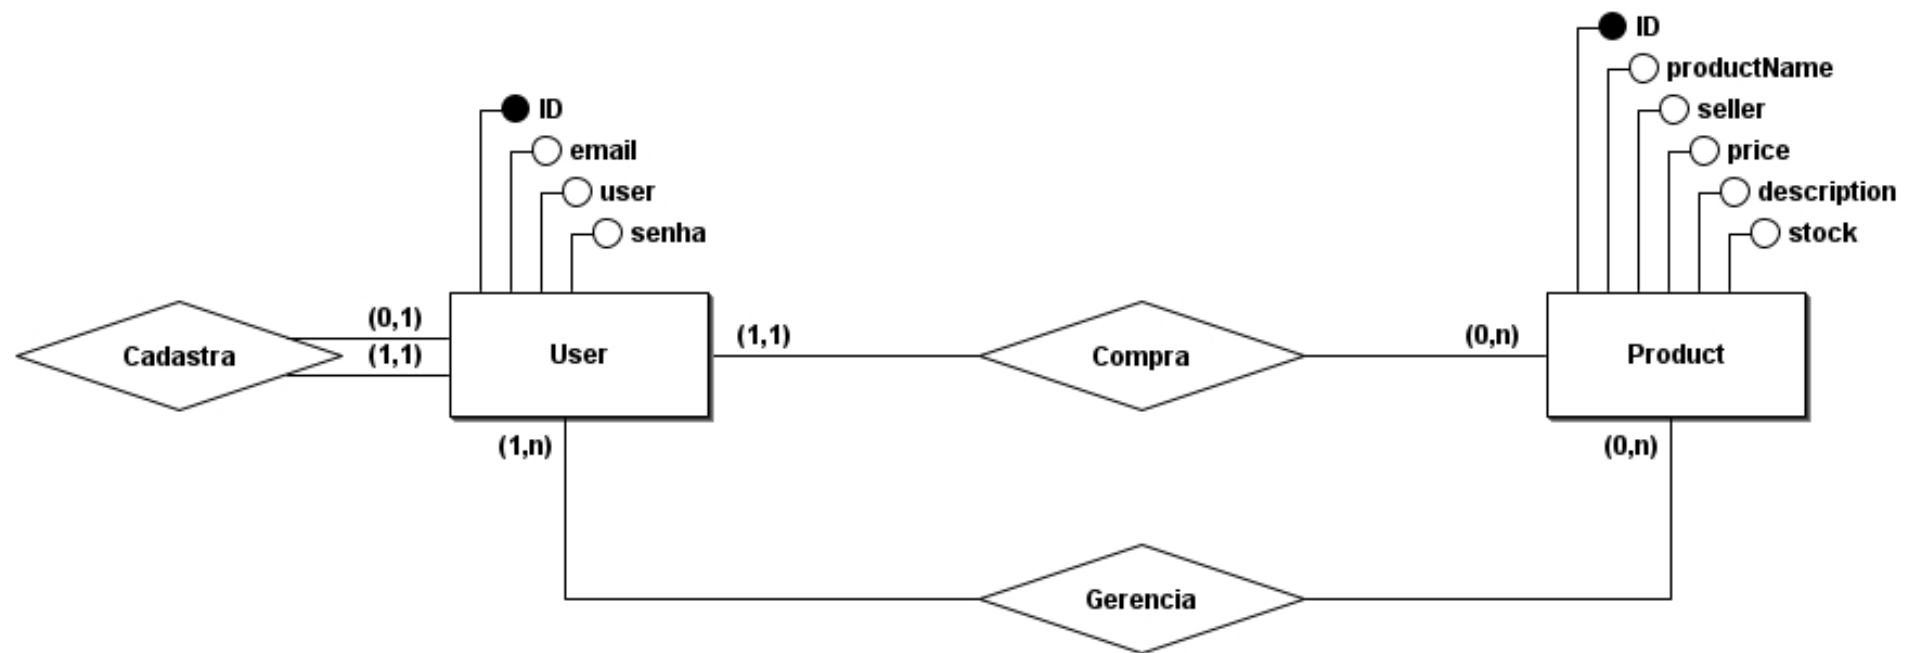 ID
productName
seller
price
description
stock
ID
email
user
senha
Cadastra
(0,1)
(1,1)
User
(1,1)
Compra
(0,n)
Product
(1,n)
(0,n)
Gerencia